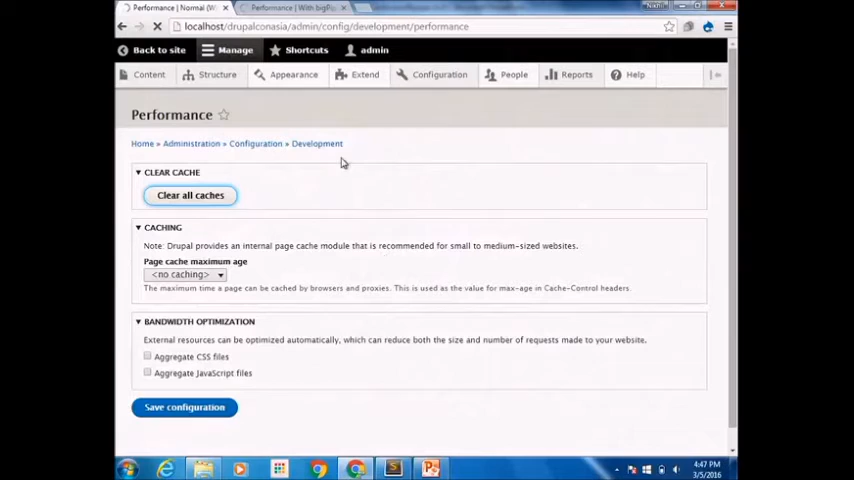 Performance | Normal (W
Performance | With bigPi
Nikhil
localhost/drupalconasia/admin/config/development/performance
Back to site
Manage
Shortcuts
admin
Content
Structure
Appearance
Extend
Configuration
People
Reports
Help
Performance
Home » Administration » Configuration » Development
CLEAR CACHE
Clear all caches
CACHING
Note: Drupal provides an internal page cache module that is recommended for small to medium-sized websites.
Page cache maximum age
<no caching>
The maximum time a page can be cached by browsers and proxies. This is used as the value for max-age in Cache-Control headers.
BANDWIDTH OPTIMIZATION
External resources can be optimized automatically, which can reduce both the size and number of requests made to your website.
Aggregate CSS files
Aggregate JavaScript files
Save configuration
4:47 PM
3/5/2016